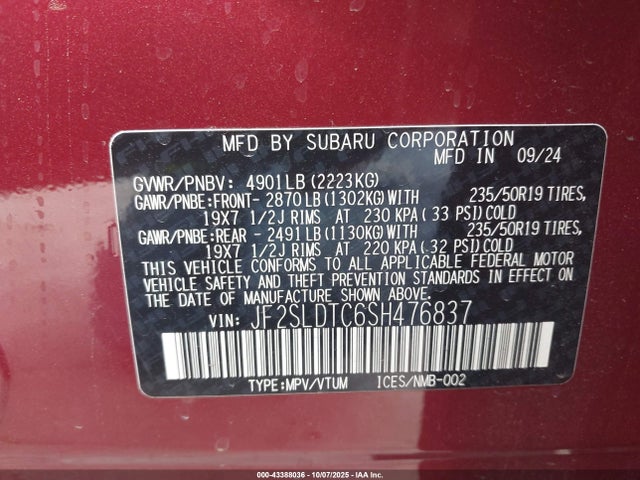 MFD BY SUBARU CORPORATION
MFD IN 09/24
GVWR/PNBV: 4901LB (2223KG)
GAWR/PNBE:FRONT- 2870LB (1302KG) WITH 235/50R19 TIRES,
19X7 1/2J RIMS AT 230 KPA (33 PSI) COLD
GAWR/PNBE:REAR - 2491LB (1130KG) WITH 235/50R19 TIRES,
19X7 1/2J RIMS AT 220 KPA (32 PSI) COLD
THIS VEHICLE CONFORMS TO ALL APPLICABLE FEDERAL MOTOR
VEHICLE SAFETY AND THEFT PREVENTION STANDARDS IN EFFECT ON
THE DATE OF MANUFACTURE SHOWN ABOVE.
VIN: JF2SLDTC6SH476837
TYPE:MPV/VTUM ICES/NMB-002
000-43388036 - 10/07/2025 - IAA Inc.